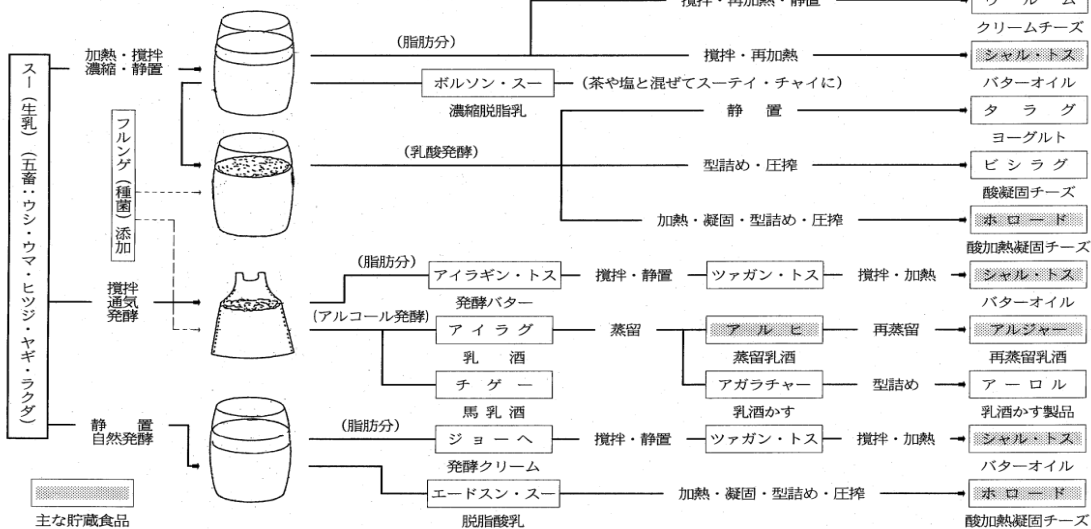 撹拌・再加熱・静置
ウルーム
クリームチーズ
加熱・撹拌
濃縮・静置
(脂肪分)
撹拌・再加熱
シャル・トス
バターオイル
ボルソン・スー
(茶や塩と混ぜてスーテイ・チャイに)
濃縮脱脂乳
静置
タラグ
ヨーグルト
スー(生乳)(五畜:ウシ・ウマ・ヒツジ・ヤギ・ラクダ)
フルンゲ(種菌)添加
(乳酸発酵)
型詰め・圧搾
ビシラグ
酸凝固チーズ
加熱・凝固・型詰め・圧搾
ホロード
酸加熱凝固チーズ
撹拌
通気
発酵
(脂肪分)
アイラギン・トス
撹拌・静置
ツァガン・トス
撹拌・加熱
シャル・トス
発酵バター
バターオイル
(アルコール発酵)
アイラグ
蒸留
アルヒ
再蒸留
アルジャー
乳酒
蒸留乳酒
再蒸留乳酒
チゲー
アガラチャー
型詰め
アーロル
馬乳酒
乳酒かす
乳酒かす製品
静置
自然発酵
(脂肪分)
ジョーヘ
撹拌・静置
ツァガン・トス
撹拌・加熱
シャル・トス
発酵クリーム
バターオイル
エードスン・スー
加熱・凝固・型詰め・圧搾
ホロード
脱脂酸乳
酸加熱凝固チーズ
主な貯蔵食品